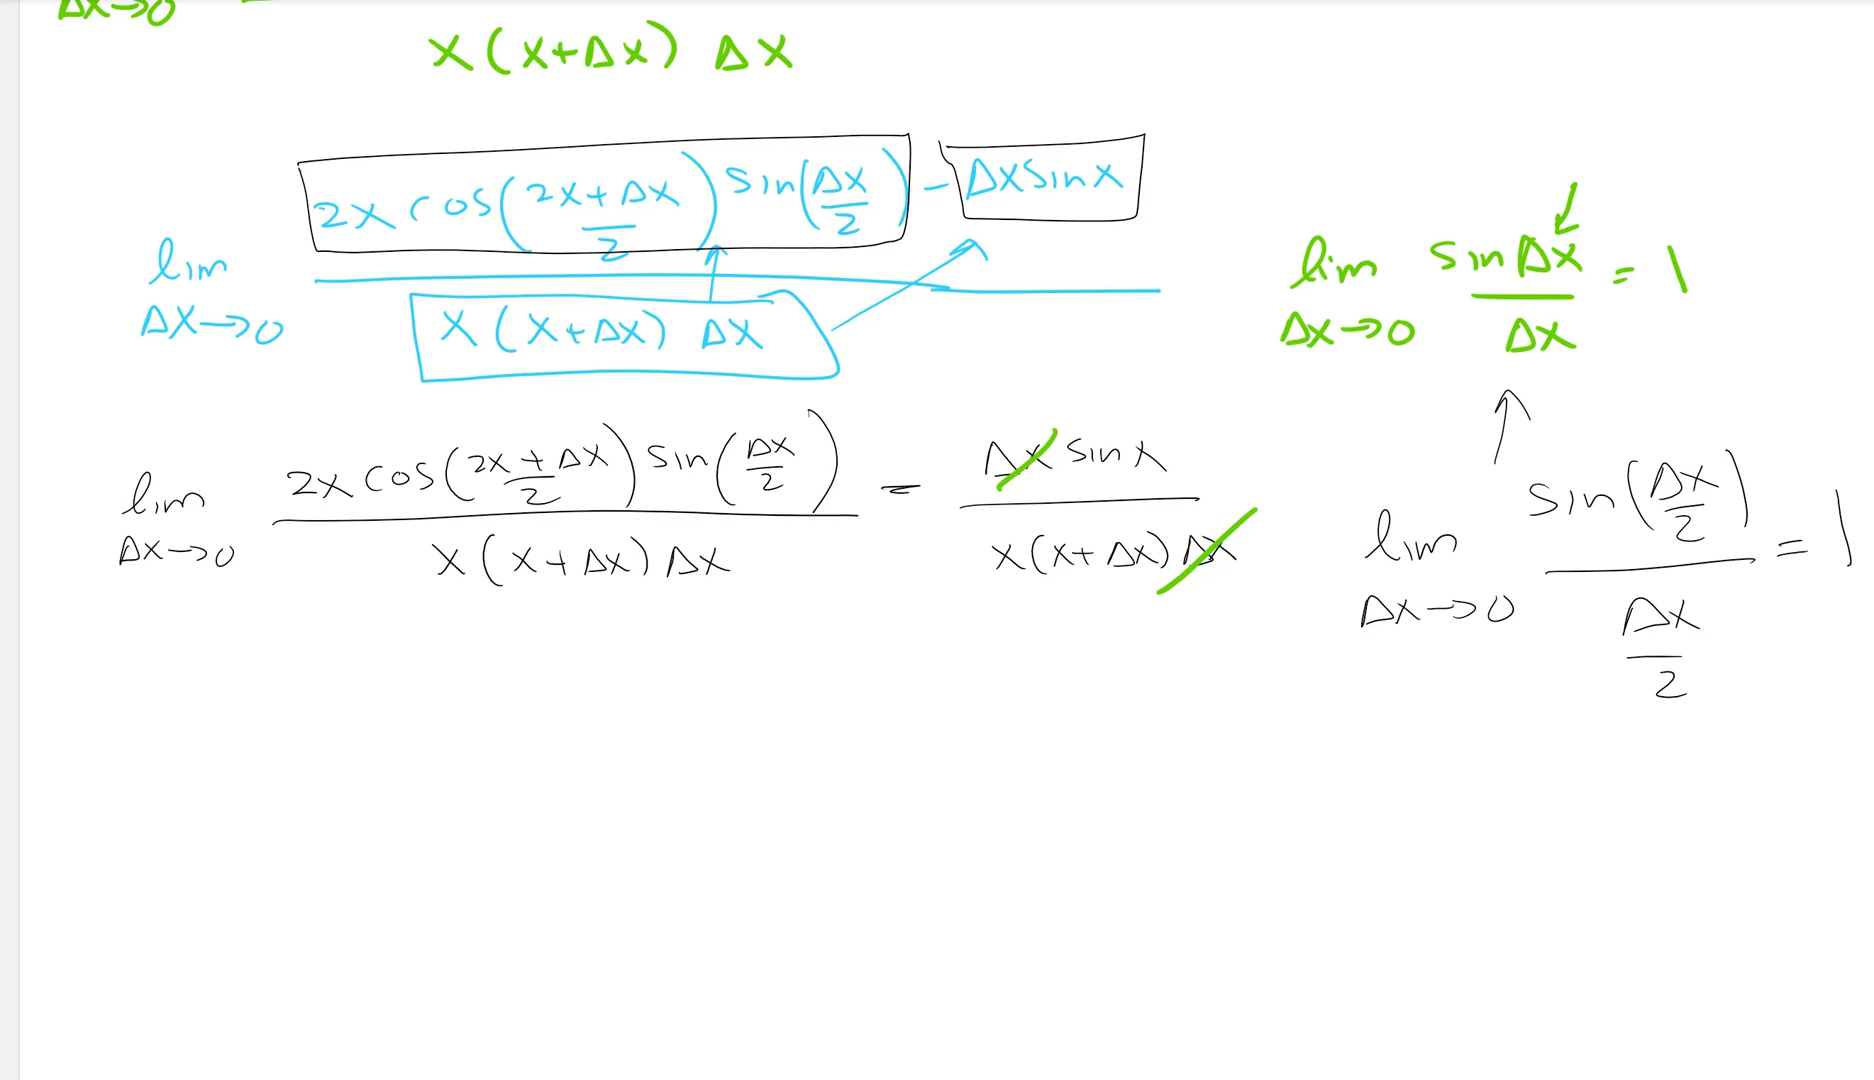 Δx→0
x(x+Δx) Δx
lim Δx→0 2x cos((2x+Δx)/2) sin(Δx/2) - Δx sin x
x(x+Δx) Δx
lim Δx→0 sin Δx / Δx = 1
lim Δx→0 2x cos((2x+Δx)/2) sin(Δx/2) / x(x+Δx)Δx = Δx sin x / x(x+Δx)Δx
lim Δx→0 sin(Δx/2) / (Δx/2) = 1